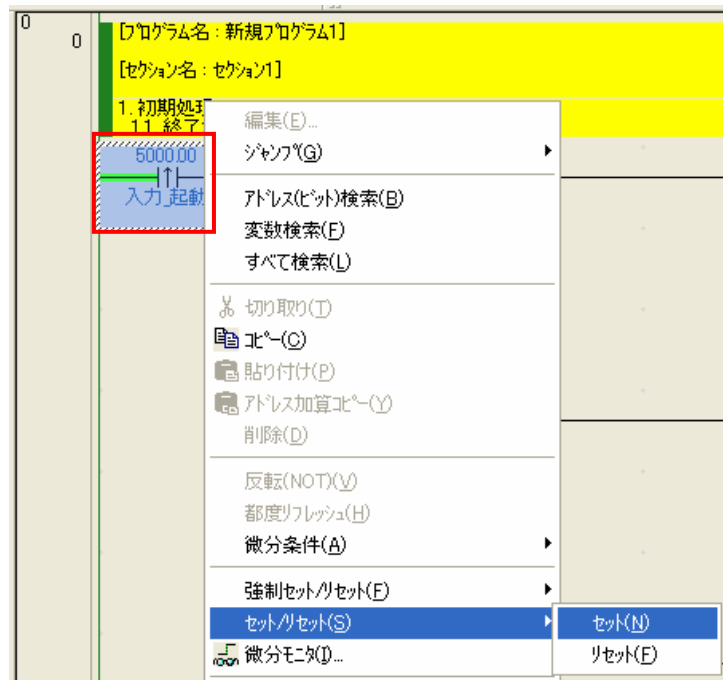 0
0
[プログラム名 : 新規プログラム1]
[セクション名 : セクション1]
1.初期処理
11.終了
5000.00
入力_起動
編集(E)...
ジャンプ(G)
アドレス(ビット)検索(B)
変数検索(F)
すべて検索(L)
切り取り(T)
コピー(C)
貼り付け(P)
アドレス加算コピー(Y)
削除(D)
反転(NOT)(V)
都度リフレッシュ(H)
微分条件(A)
強制セット/リセット(F)
セット/リセット(S)
セット(N)
微分モニタ(I)...
リセット(F)